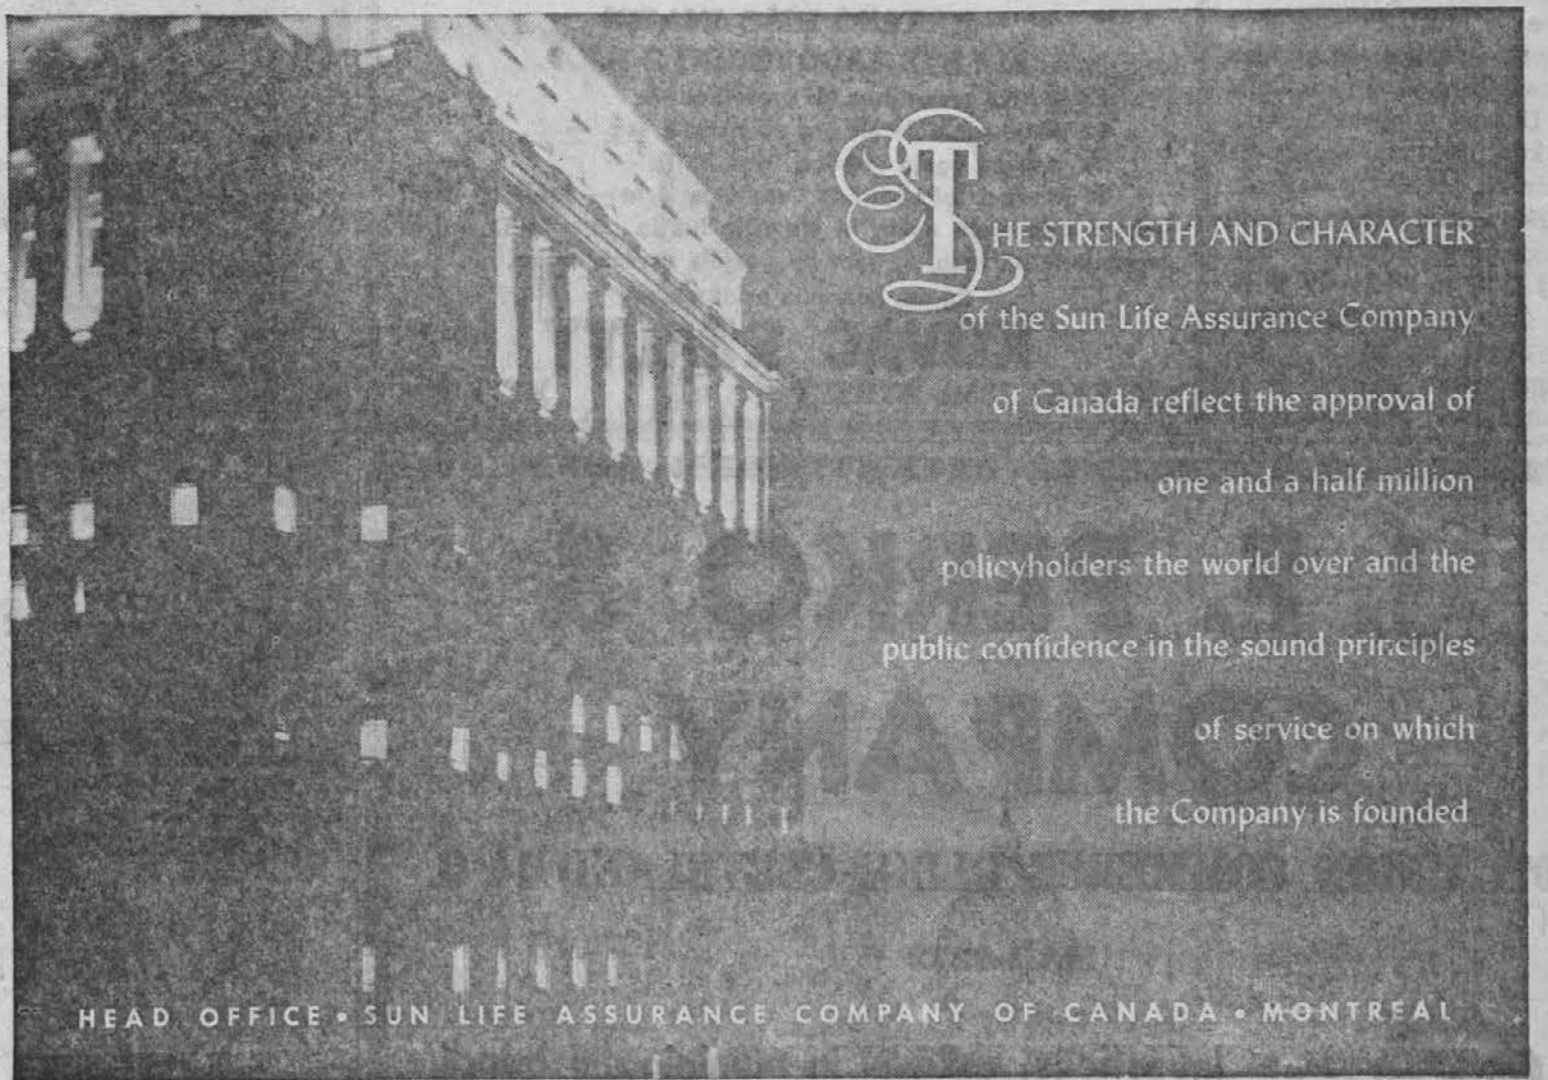 THE STRENGTH AND CHARACTER
of the Sun Life Assurance Company
of Canada reflect the approval of
one and a half million
policyholders the world over and the
public confidence in the sound principles
of service on which
the Company is founded
HEAD OFFICE • SUN LIFE ASSURANCE COMPANY OF CANADA • MONTREAL